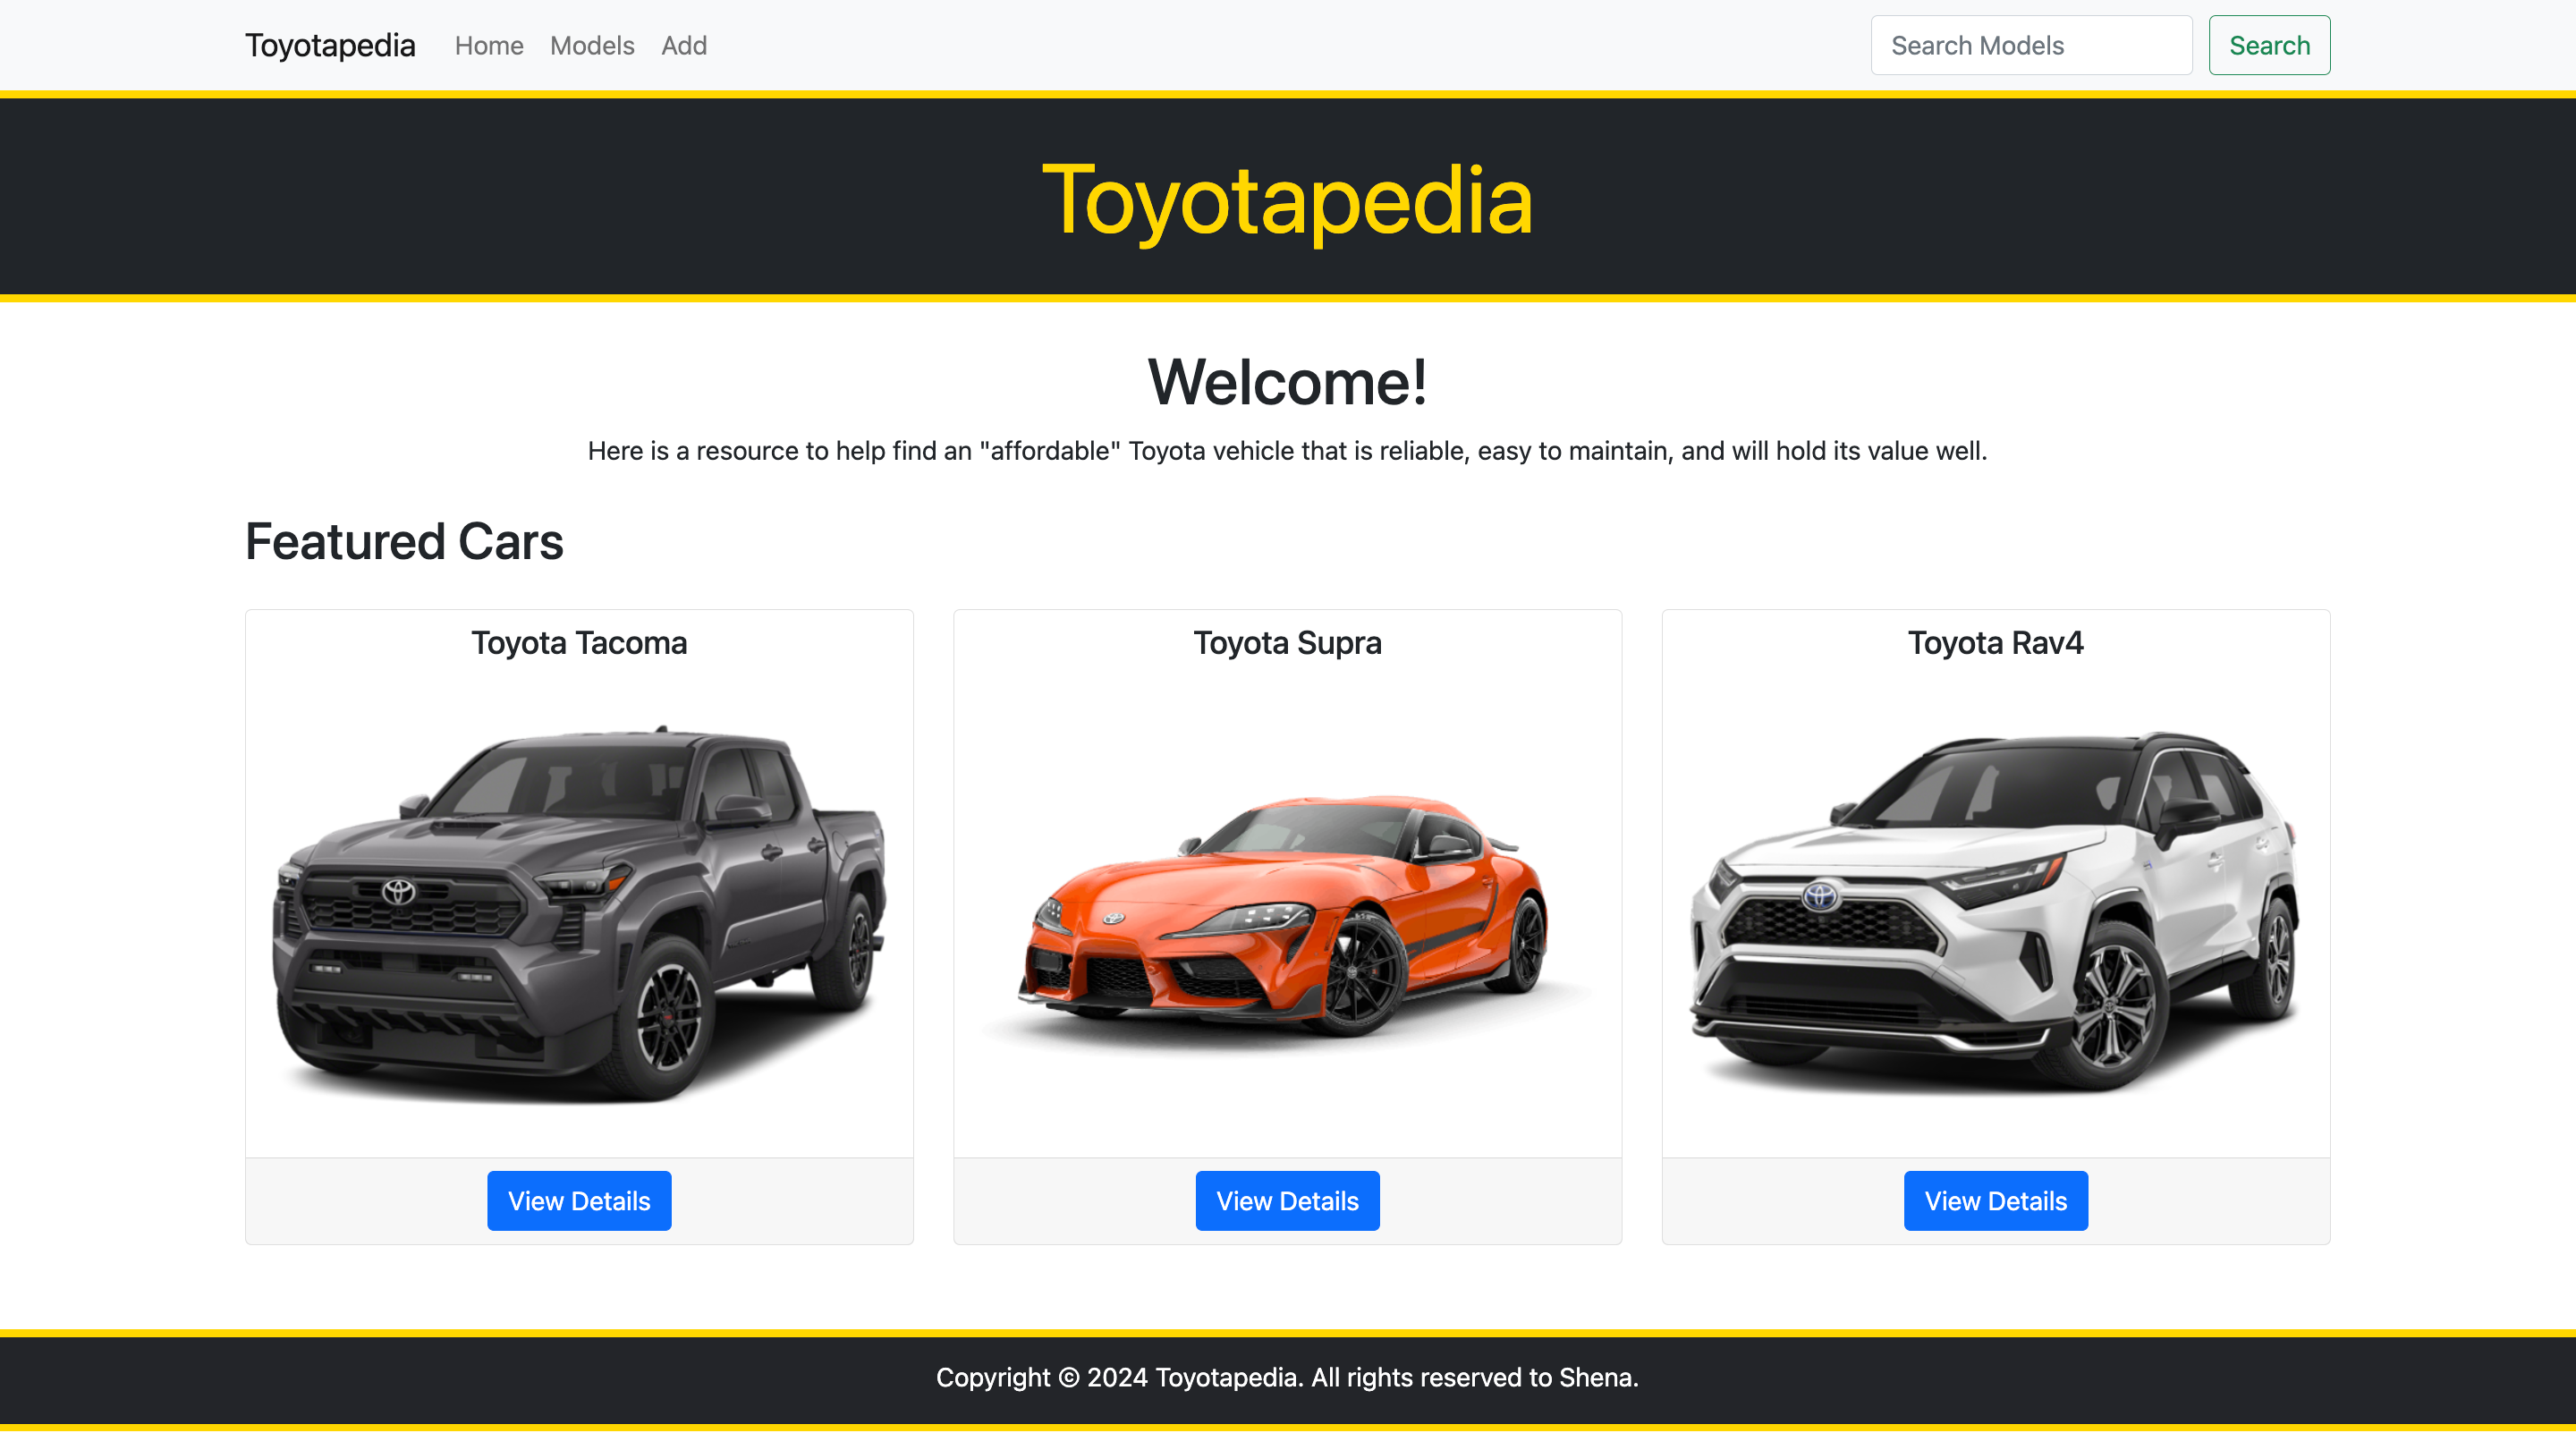 Toyotapedia Home Models Add Search Models Search
Toyotapedia
Welcome!
Here is a resource to help find an "affordable" Toyota vehicle that is reliable, easy to maintain, and will hold its value well.
Featured Cars
Toyota Tacoma
View Details
Toyota Supra
View Details
Toyota Rav4
View Details
Copyright © 2024 Toyotapedia. All rights reserved to Shena.